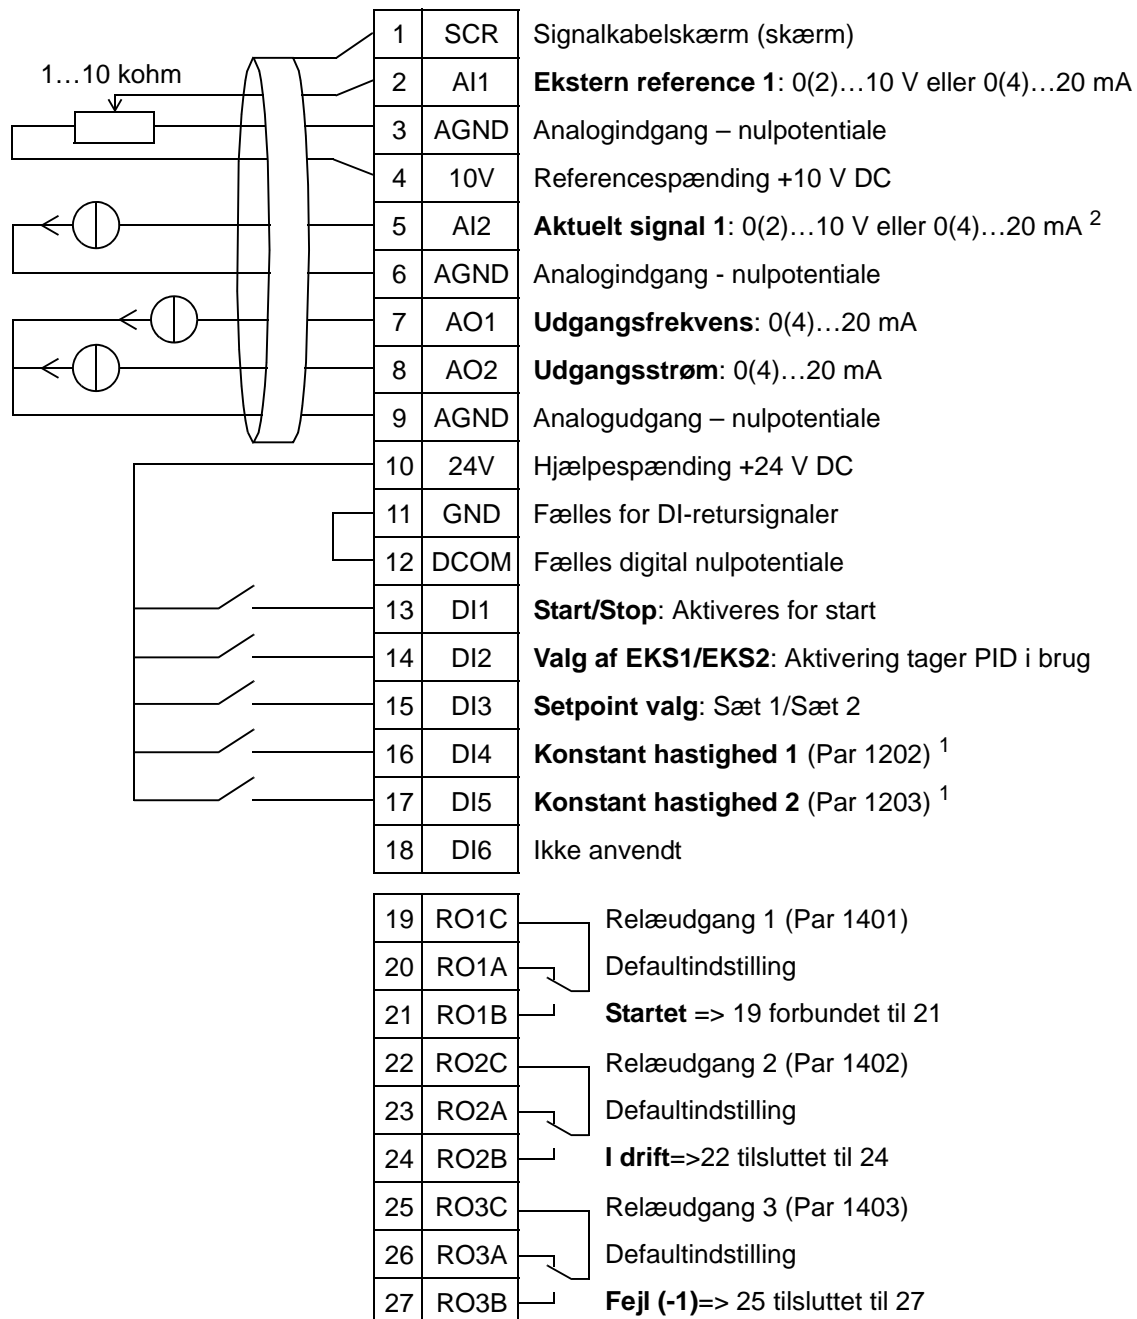 1 SCR Signalkabelskærm (skærm)
1…10 kohm
2 AI1 Ekstern reference 1: 0(2)…10 V eller 0(4)…20 mA
3 AGND Analogindgang – nulpotentiale
4 10V Referencespænding +10 V DC
5 AI2 Aktuelt signal 1: 0(2)…10 V eller 0(4)…20 mA 2
6 AGND Analogindgang - nulpotentiale
7 AO1 Udgangsfrekvens: 0(4)…20 mA
8 AO2 Udgangsstrøm: 0(4)…20 mA
9 AGND Analogudgang – nulpotentiale
10 24V Hjælpespænding +24 V DC
11 GND Fælles for DI-retursignaler
12 DCOM Fælles digital nulpotentiale
13 DI1 Start/Stop: Aktiveres for start
14 DI2 Valg af EKS1/EKS2: Aktivering tager PID i brug
15 DI3 Setpoint valg: Sæt 1/Sæt 2
16 DI4 Konstant hastighed 1 (Par 1202) 1
17 DI5 Konstant hastighed 2 (Par 1203) 1
18 DI6 Ikke anvendt
19 RO1C Relæudgang 1 (Par 1401)
20 RO1A Defaultindstilling
21 RO1B Startet => 19 forbundet til 21
22 RO2C Relæudgang 2 (Par 1402)
23 RO2A Defaultindstilling
24 RO2B I drift=>22 tilsluttet til 24
25 RO3C Relæudgang 3 (Par 1403)
26 RO3A Defaultindstilling
27 RO3B Fejl (-1)=> 25 tilsluttet til 27